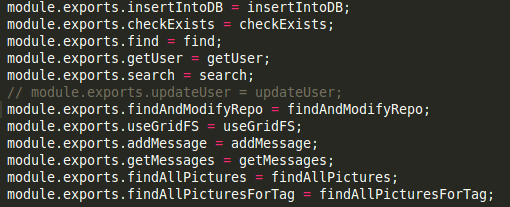 module.exports.insertIntoDB = insertIntoDB;
module.exports.checkExists = checkExists;
module.exports.find = find;
module.exports.getUser = getUser;
module.exports.search = search;
// module.exports.updateUser = updateUser;
module.exports.findAndModifyRepo = findAndModifyRepo;
module.exports.useGridFS = useGridFS;
module.exports.addMessage = addMessage;
module.exports.getMessages = getMessages;
module.exports.findAllPictures = findAllPictures;
module.exports.findAllPicturesForTag = findAllPicturesForTag;